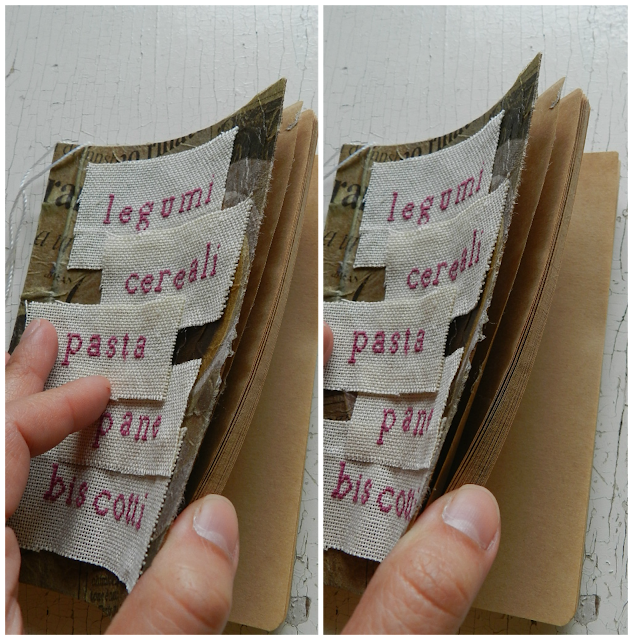 legumi
cereali
pasta
pane
biscotti
legumi
cereali
pasta
pane
biscotti